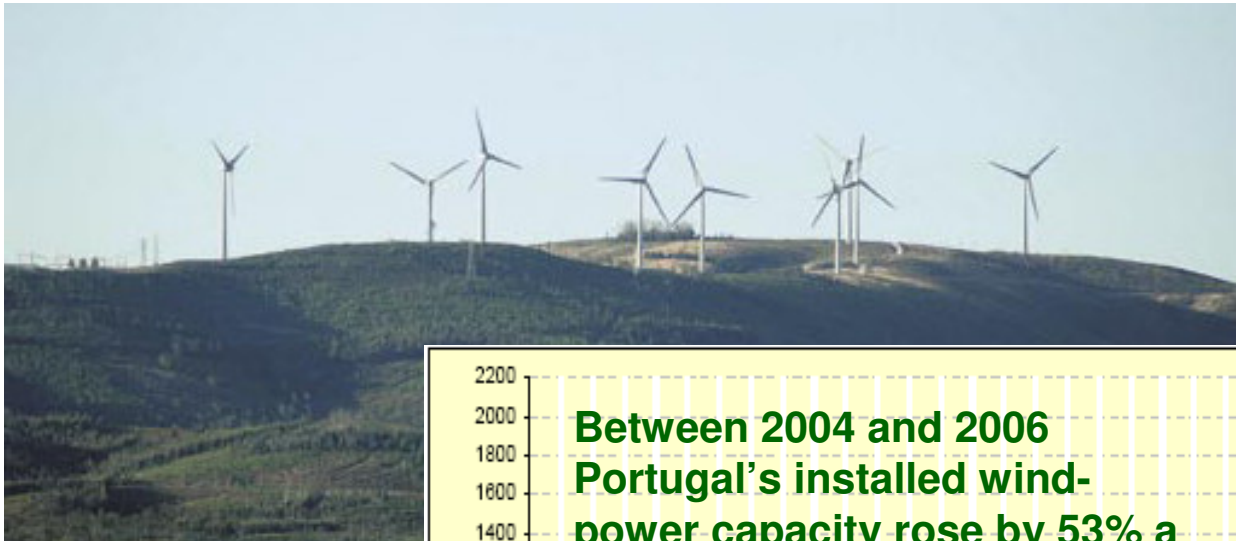 2200
2000
1800
1600
1400
Between 2004 and 2006
Portugal's installed wind-
power capacity rose by 53% a